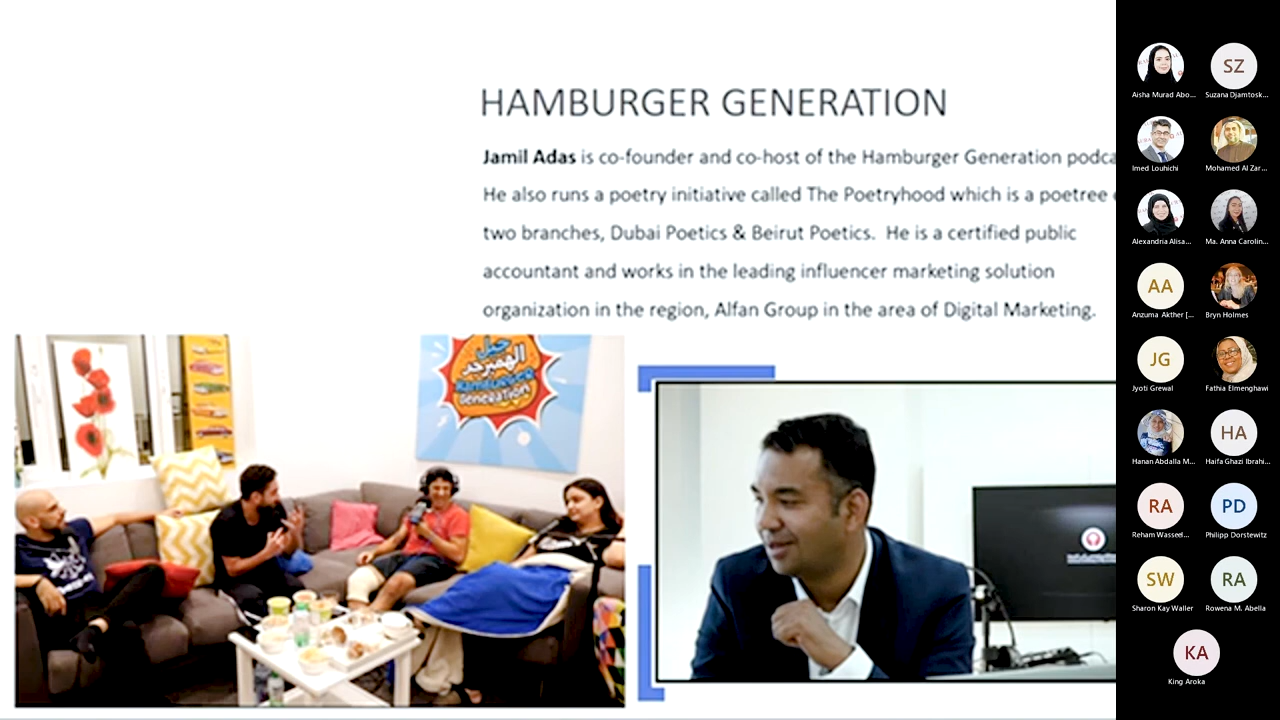 HAMBURGER GENERATION
Jamil Adas is co-founder and co-host of the Hamburger Generation podca
He also runs a poetry initiative called The Poetryhood which is a poetree
two branches, Dubai Poetics & Beirut Poetics. He is a certified public
accountant and works in the leading influencer marketing solution
organization in the region, Alfan Group in the area of Digital Marketing.
جيل
الهمبرجر
Hamburger
Generation
Aisha Murad Abo...
SZ
Suzana Djamtosk...
Imed Louhichi
Mohamed Al Zar...
Alexandria Alisa...
Ma. Anna Carolin...
AA
Anzuma Akther [...
Bryn Holmes
JG
Jyoti Grewal
Fathia Elmenghawi
Hanan Abdalla M...
HA
Haifa Ghazi Ibrahi...
RA
Reham Wasseel...
PD
Philipp Dorstewitz
SW
Sharon Kay Waller
RA
Rowena M. Abella
KA
King Aroka